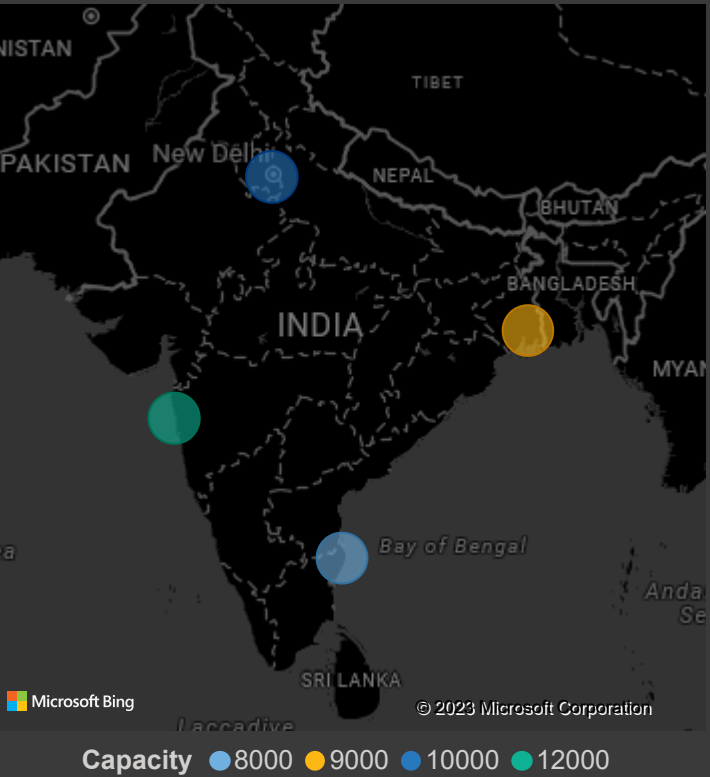 NISTAN
TIBET
PAKISTAN
New Delhi
NEPAL
BHUTAN
BANGLADESH
INDIA
MYAN
Bay of Bengal
a
Anda
Se
SRI LANKA
Microsoft Bing
© 2023 Microsoft Corporation
Laccadive
Capacity 8000 9000 10000 12000